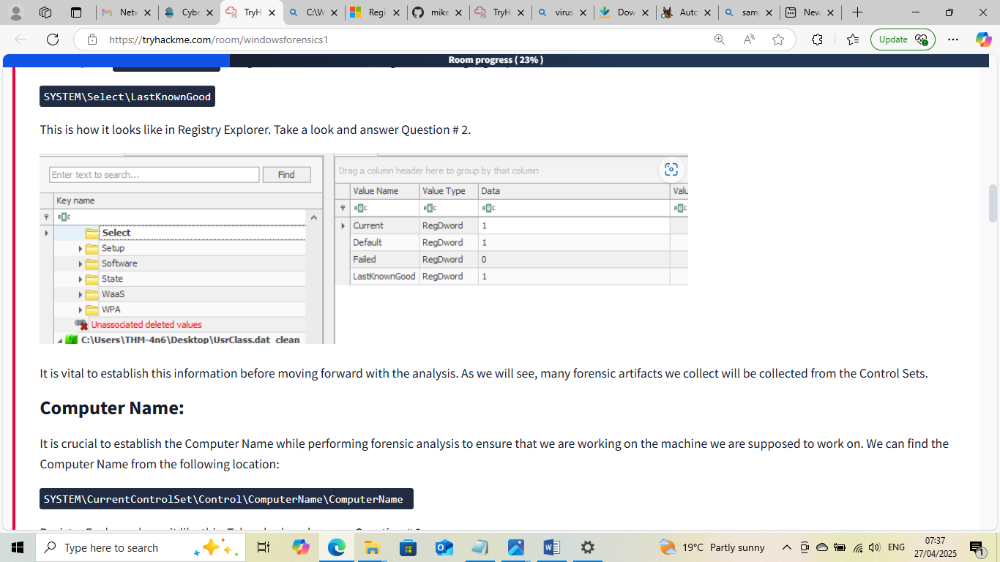 Netw
Cybe
TryH
C:\W
Regi
mike
TryH
virus
Dow
Auto
sam
New
https://tryhackme.com/room/windowsforensics1
Update
Room progress ( 23% )
SYSTEM\Select\LastKnownGood
This is how it looks like in Registry Explorer. Take a look and answer Question # 2.
Enter text to search...
Find
Key name
Select
Setup
Software
State
WaaS
WPA
Unassociated deleted values
C:\Users\THM-4n6\Desktop\UsrClass.dat_clean
Drag a column header here to group by that column
Value Name Value Type Data Valu
Current RegDword 1
Default RegDword 1
Failed RegDword 0
LastKnownGood RegDword 1
It is vital to establish this information before moving forward with the analysis. As we will see, many forensic artifacts we collect will be collected from the Control Sets.
Computer Name:
It is crucial to establish the Computer Name while performing forensic analysis to ensure that we are working on the machine we are supposed to work on. We can find the
Computer Name from the following location:
SYSTEM\CurrentControlSet\Control\ComputerName\ComputerName
Type here to search
19°C Partly sunny
ENG
07:37
27/04/2025
1